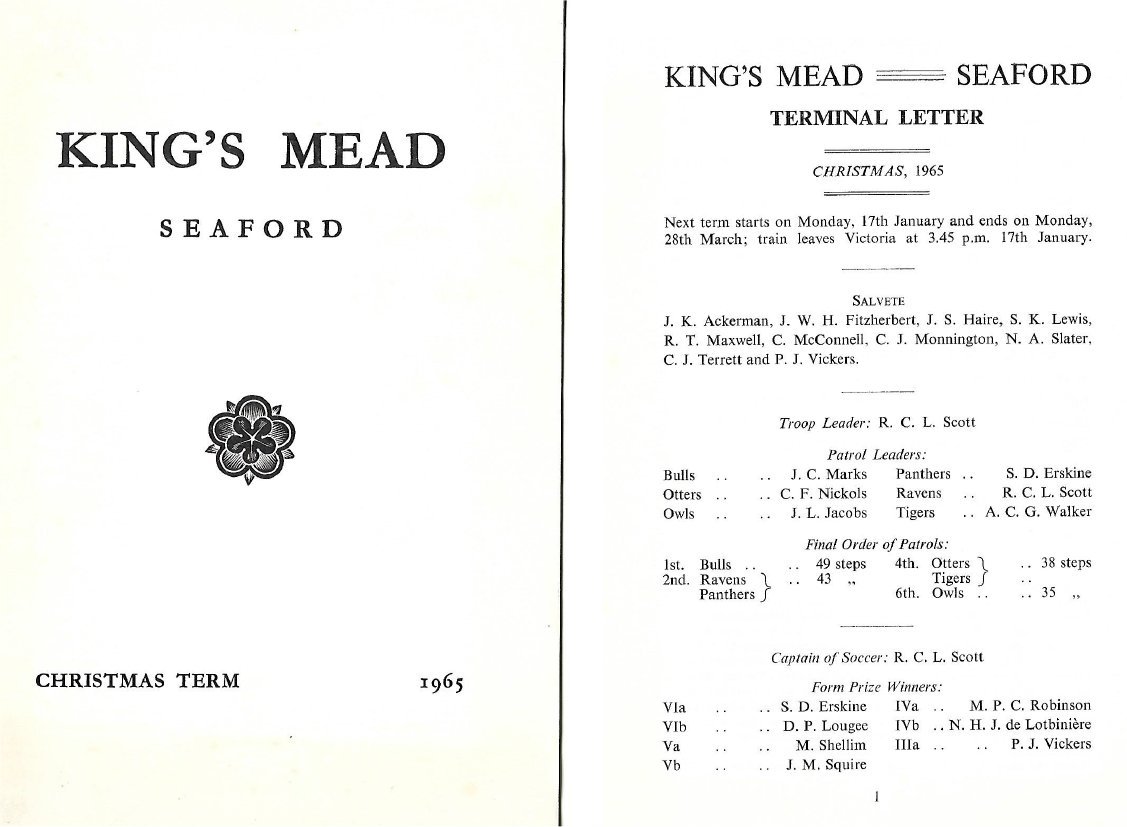 KING'S MEAD
SEAFORD
CHRISTMAS TERM 1965
KING'S MEAD SEAFORD
TERMINAL LETTER
CHRISTMAS, 1965
Next term starts on Monday, 17th January and ends on Monday,
28th March; train leaves Victoria at 3.45 p.m. 17th January.
SALVETE
J. K. Ackerman, J. W. H. Fitzherbert, J. S. Haire, S. K. Lewis,
R. T. Maxwell, C. McConnell, C. J. Monnington, N. A. Slater,
C. J. Terrett and P. J. Vickers.
Troop Leader: R. C. L. Scott
Patrol Leaders:
Bulls .. .. J. C. Marks Panthers .. S. D. Erskine
Otters .. .. C. F. Nickols Ravens .. R. C. L. Scott
Owls .. .. J. L. Jacobs Tigers .. A. C. G. Walker
Final Order of Patrols:
1st. Bulls .. .. 49 steps 4th. Otters } .. 38 steps
2nd. Ravens } .. 43 ,, Tigers } ..
Panthers } 6th. Owls .. .. 35 ,,
Captain of Soccer: R. C. L. Scott
Form Prize Winners:
VIa .. .. S. D. Erskine IVa .. M. P. C. Robinson
VIb .. .. D. P. Lougee IVb .. N. H. J. de Lotbinière
Va .. .. M. Shellim IIIa .. .. P. J. Vickers
Vb .. .. J. M. Squire
1